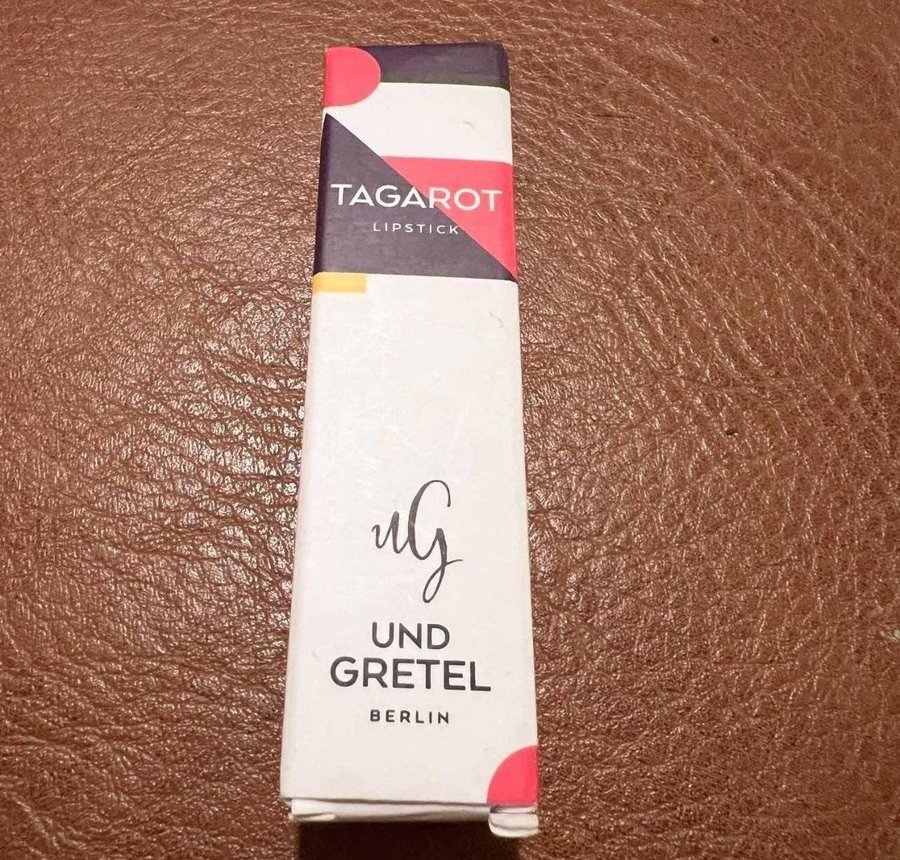 TAGAROT
LIPSTICK
uG
UND
GRETEL
BERLIN